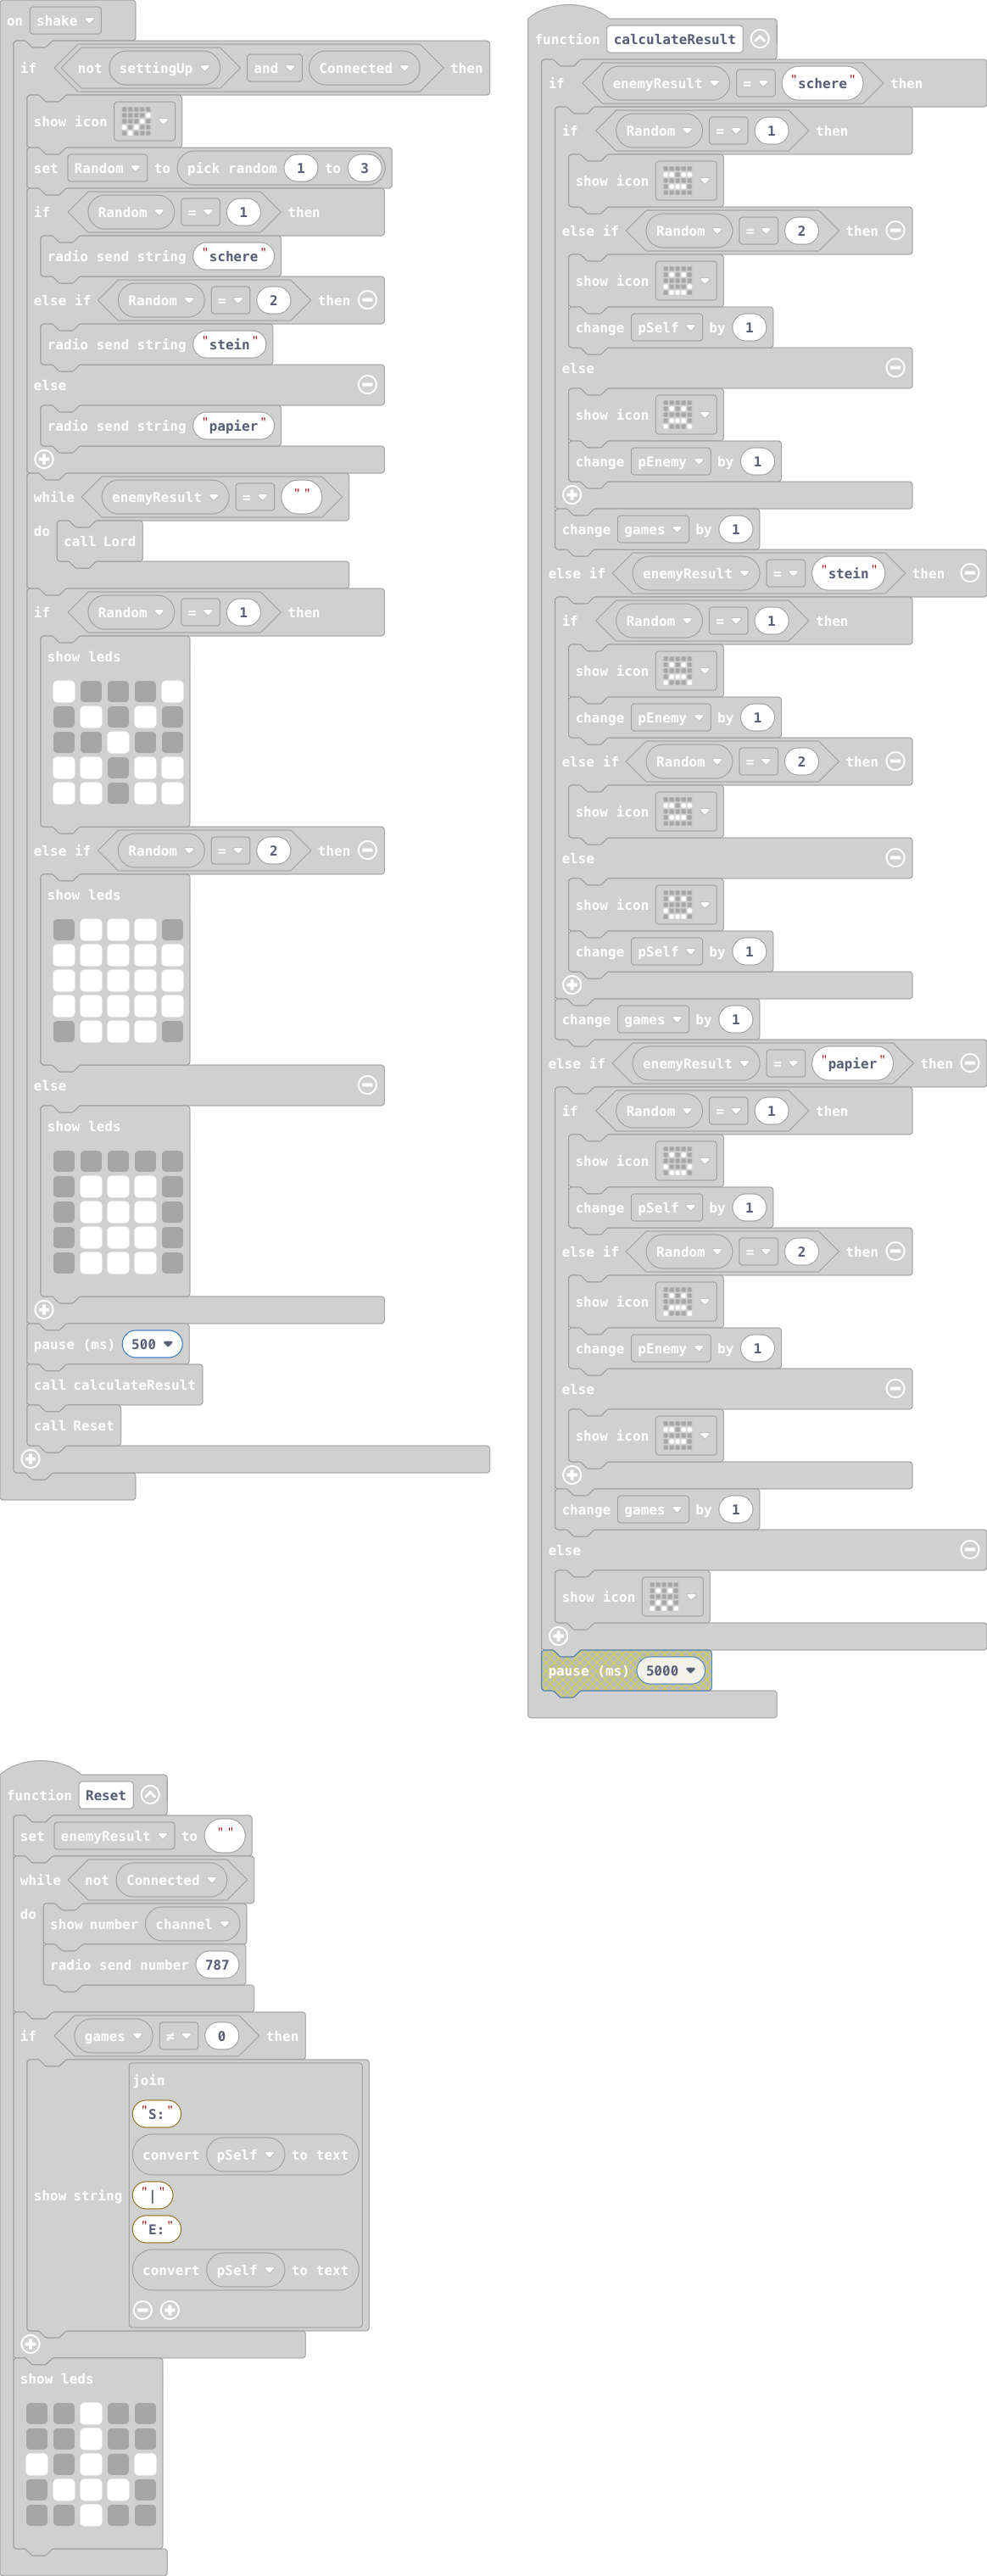 on shake
if not settingUp and Connected then
show icon
set Random to pick random 1 to 3
if Random = 1 then
radio send string "schere"
else if Random = 2 then
radio send string "stein"
else
radio send string "papier"
while enemyResult = ""
do
call Lord
if Random = 1 then
show leds
else if Random = 2 then
show leds
else
show leds
pause (ms) 500
call calculateResult
call Reset
function calculateResult
if enemyResult = "schere" then
if Random = 1 then
show icon
else if Random = 2 then
show icon
change pSelf by 1
else
show icon
change pEnemy by 1
change games by 1
else if enemyResult = "stein" then
if Random = 1 then
show icon
change pEnemy by 1
else if Random = 2 then
show icon
else
show icon
change pSelf by 1
change games by 1
else if enemyResult = "papier" then
if Random = 1 then
show icon
change pSelf by 1
else if Random = 2 then
show icon
change pEnemy by 1
else
show icon
change games by 1
else
show icon
pause (ms) 5000
function Reset
set enemyResult to ""
while not Connected
do
show number channel
radio send number 787
if games ≠ 0 then
join
"S:"
convert pSelf to text
show string "|"
"E:"
convert pSelf to text
show leds